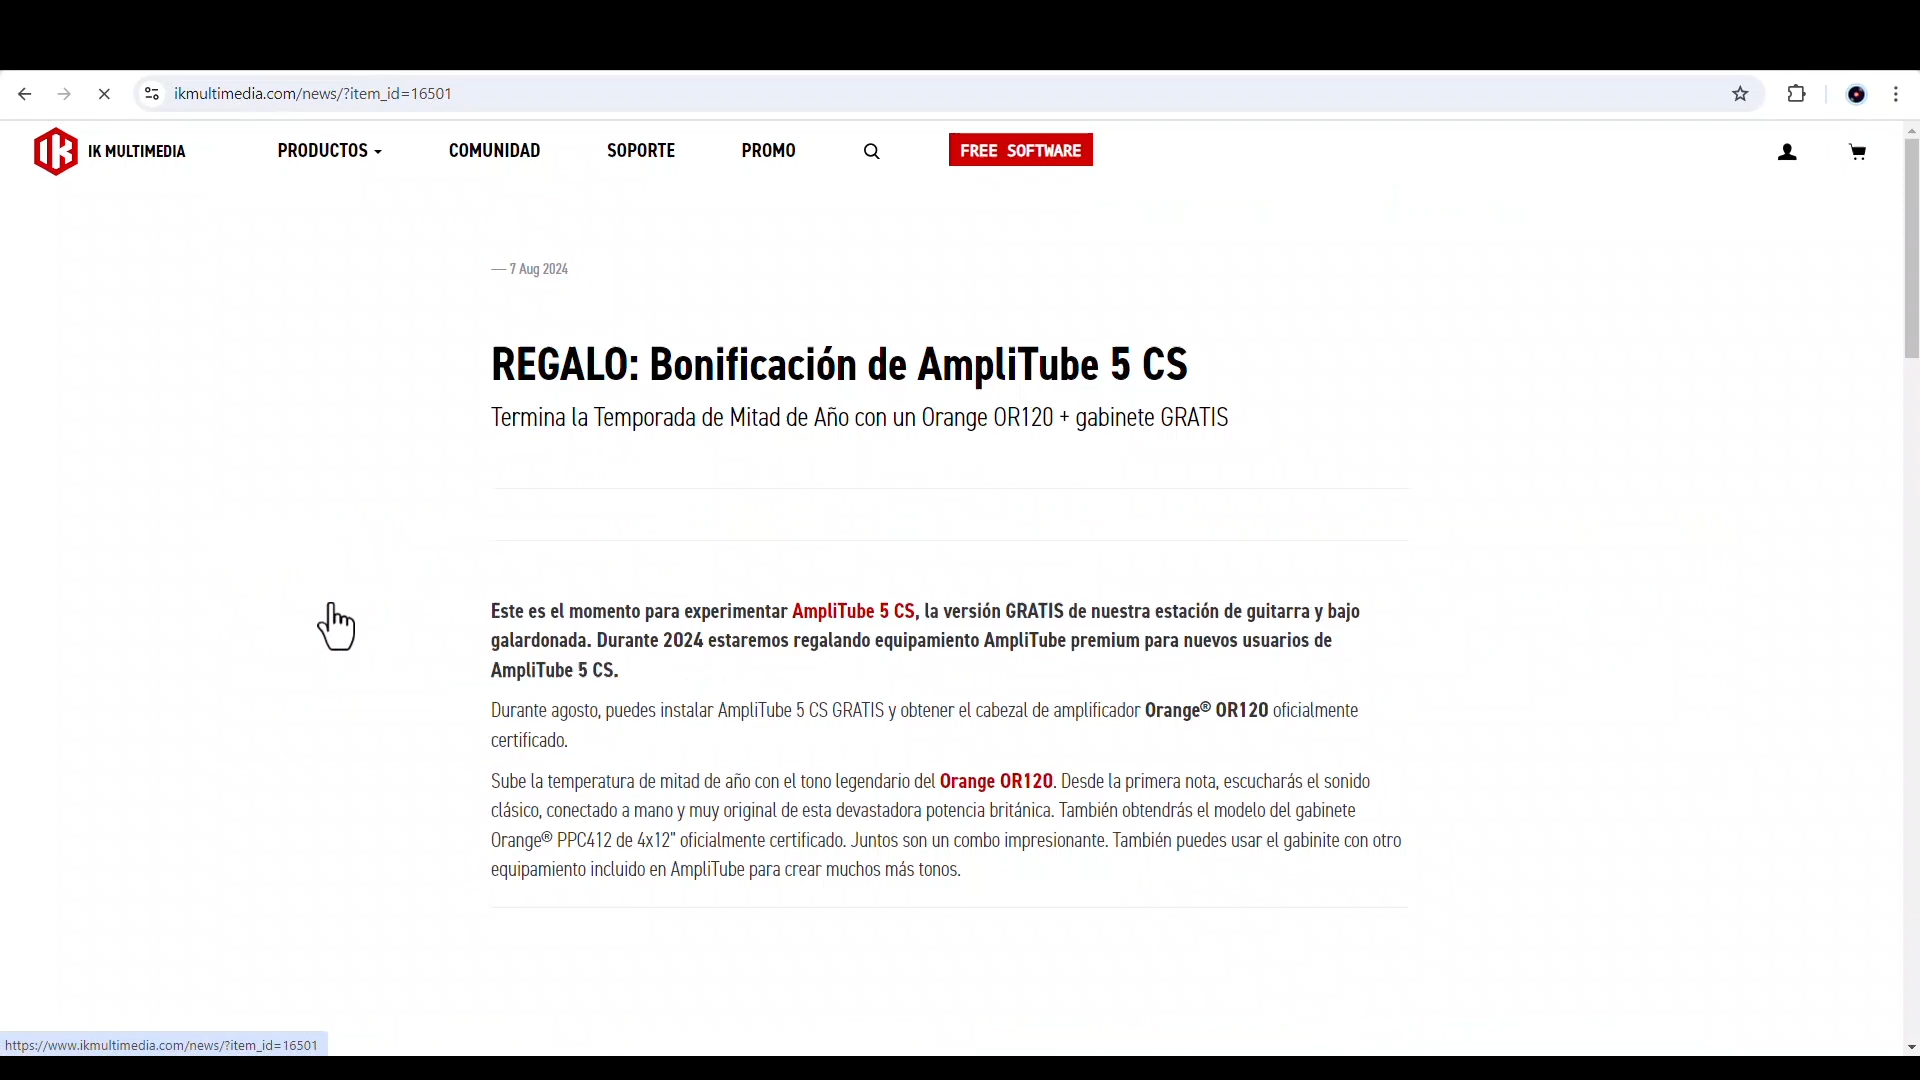 ikmultimedia.com/news/?item_id=16501
IK MULTIMEDIA
PRODUCTOS
COMUNIDAD
SOPORTE
PROMO
FREE SOFTWARE
— 7 Aug 2024
REGALO: Bonificación de AmpliTube 5 CS
Termina la Temporada de Mitad de Año con un Orange OR120 + gabinete GRATIS
Este es el momento para experimentar AmpliTube 5 CS, la versión GRATIS de nuestra estación de guitarra y bajo
galardonada. Durante 2024 estaremos regalando equipamiento AmpliTube premium para nuevos usuarios de
AmpliTube 5 CS.
Durante agosto, puedes instalar AmpliTube 5 CS GRATIS y obtener el cabezal de amplificador Orange® OR120 oficialmente
certificado.
Sube la temperatura de mitad de año con el tono legendario del Orange OR120. Desde la primera nota, escucharás el sonido
clásico, conectado a mano y muy original de esta devastadora potencia británica. También obtendrás el modelo del gabinete
Orange® PPC412 de 4x12" oficialmente certificado. Juntos son un combo impresionante. También puedes usar el gabinite con otro
equipamiento incluido en AmpliTube para crear muchos más tonos.
https://www.ikmultimedia.com/news/?item_id=16501